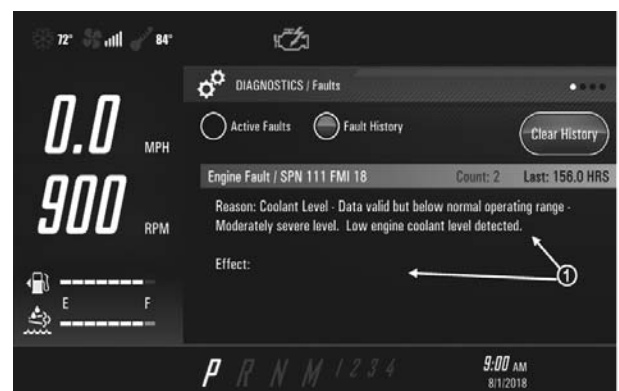 72° 84°
DIAGNOSTICS / Faults
Active Faults Fault History Clear History
0.0 MPH
Engine Fault / SPN 111 FMI 18 Count: 2 Last: 156.0 HRS
900 RPM
Reason: Coolant Level - Data valid but below normal operating range -
Moderately severe level. Low engine coolant level detected.
Effect:
1
E F
P R N M 1 2 3 4
9:00 AM
8/1/2018